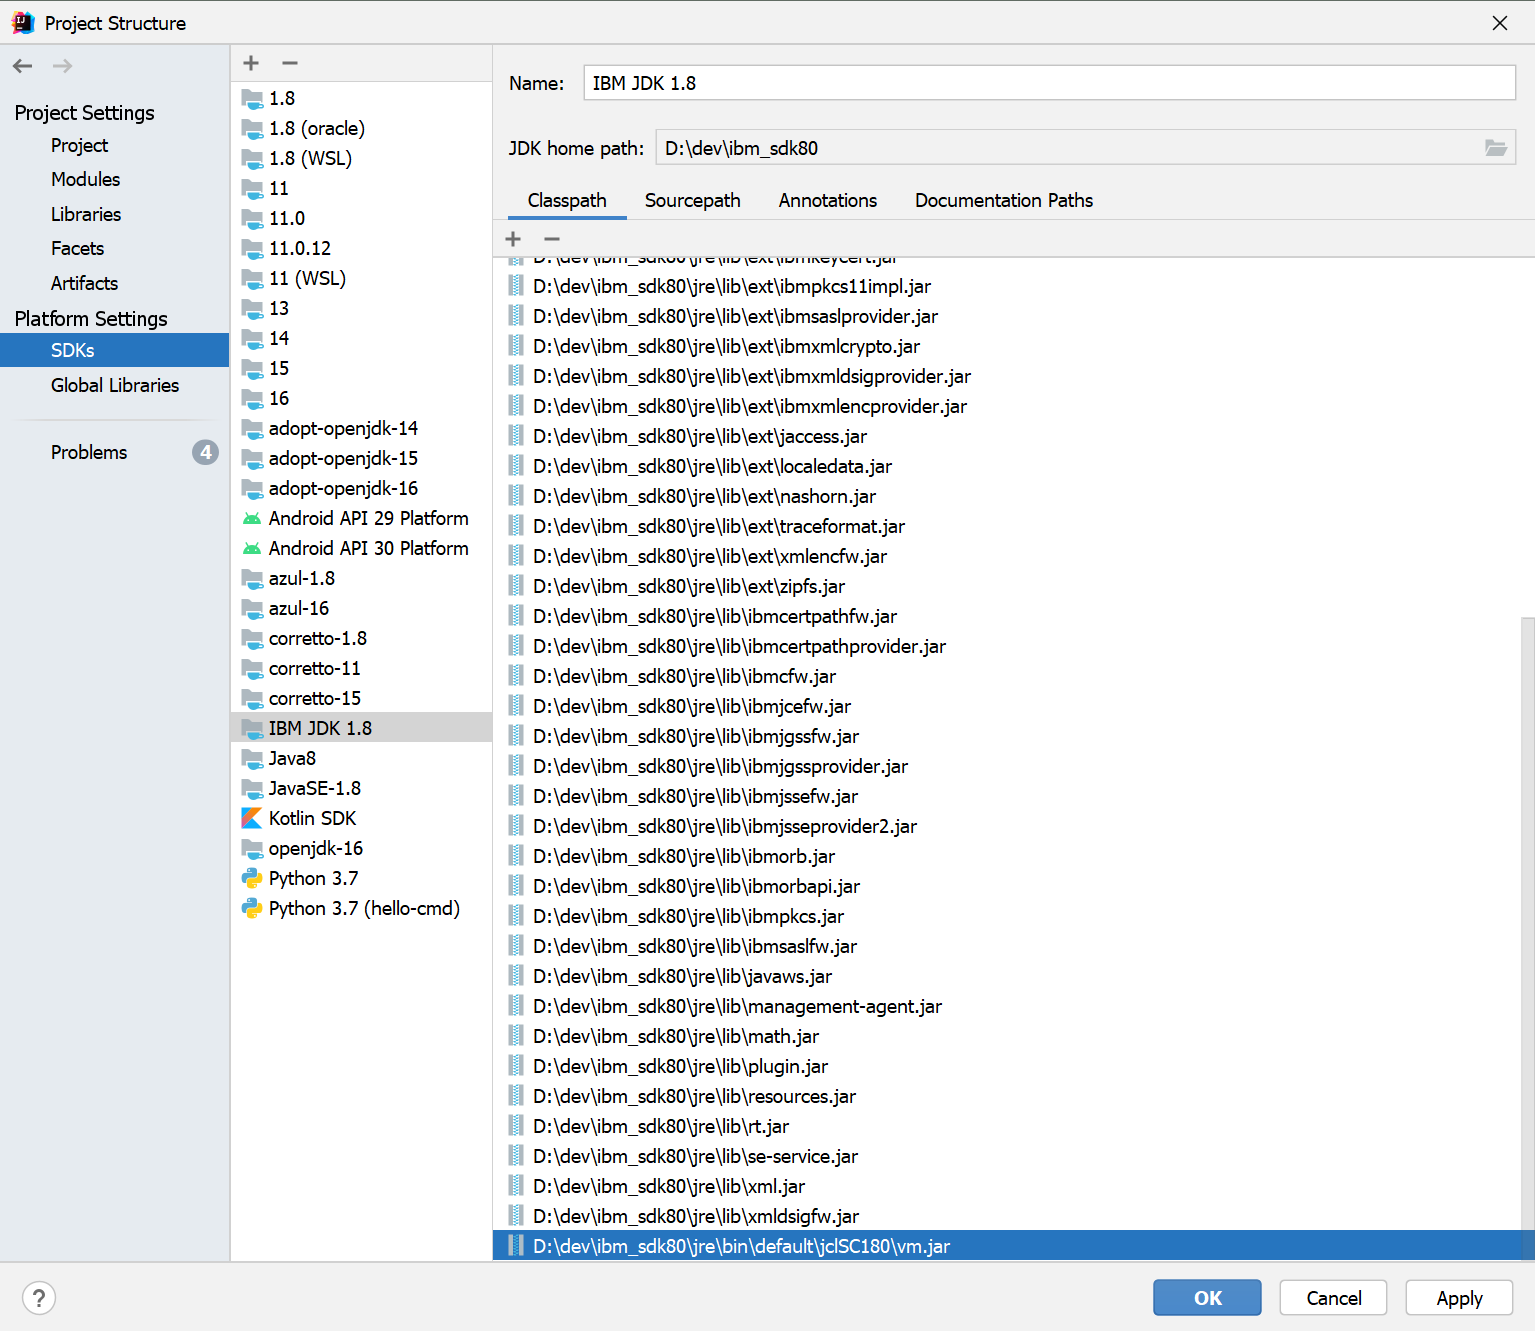 Project Structure
Project Settings
Project
Modules
Libraries
Facets
Artifacts
Platform Settings
SDKs
Global Libraries
Problems 4
1.8
1.8 (oracle)
1.8 (WSL)
11
11.0
11.0.12
11 (WSL)
13
14
15
16
adopt-openjdk-14
adopt-openjdk-15
adopt-openjdk-16
Android API 29 Platform
Android API 30 Platform
azul-1.8
azul-16
corretto-1.8
corretto-11
corretto-15
IBM JDK 1.8
Java8
JavaSE-1.8
Kotlin SDK
openjdk-16
Python 3.7
Python 3.7 (hello-cmd)
Name: IBM JDK 1.8
JDK home path: D:\dev\ibm_sdk80
Classpath Sourcepath Annotations Documentation Paths
D:\dev\ibm_sdk80\jre\lib\ext\ibmkeycert.jar
D:\dev\ibm_sdk80\jre\lib\ext\ibmpkcs11impl.jar
D:\dev\ibm_sdk80\jre\lib\ext\ibmsaslprovider.jar
D:\dev\ibm_sdk80\jre\lib\ext\ibmxmlcrypto.jar
D:\dev\ibm_sdk80\jre\lib\ext\ibmxmldsigprovider.jar
D:\dev\ibm_sdk80\jre\lib\ext\ibmxmlencprovider.jar
D:\dev\ibm_sdk80\jre\lib\ext\jaccess.jar
D:\dev\ibm_sdk80\jre\lib\ext\localedata.jar
D:\dev\ibm_sdk80\jre\lib\ext\nashorn.jar
D:\dev\ibm_sdk80\jre\lib\ext\traceformat.jar
D:\dev\ibm_sdk80\jre\lib\ext\xmlencfw.jar
D:\dev\ibm_sdk80\jre\lib\ext\zipfs.jar
D:\dev\ibm_sdk80\jre\lib\ibmcertpathfw.jar
D:\dev\ibm_sdk80\jre\lib\ibmcertpathprovider.jar
D:\dev\ibm_sdk80\jre\lib\ibmcfw.jar
D:\dev\ibm_sdk80\jre\lib\ibmjcefw.jar
D:\dev\ibm_sdk80\jre\lib\ibmjgssfw.jar
D:\dev\ibm_sdk80\jre\lib\ibmjgssprovider.jar
D:\dev\ibm_sdk80\jre\lib\ibmjssefw.jar
D:\dev\ibm_sdk80\jre\lib\ibmjsseprovider2.jar
D:\dev\ibm_sdk80\jre\lib\ibmorb.jar
D:\dev\ibm_sdk80\jre\lib\ibmorbapi.jar
D:\dev\ibm_sdk80\jre\lib\ibmpkcs.jar
D:\dev\ibm_sdk80\jre\lib\ibmsaslfw.jar
D:\dev\ibm_sdk80\jre\lib\javaws.jar
D:\dev\ibm_sdk80\jre\lib\management-agent.jar
D:\dev\ibm_sdk80\jre\lib\math.jar
D:\dev\ibm_sdk80\jre\lib\plugin.jar
D:\dev\ibm_sdk80\jre\lib\resources.jar
D:\dev\ibm_sdk80\jre\lib\rt.jar
D:\dev\ibm_sdk80\jre\lib\se-service.jar
D:\dev\ibm_sdk80\jre\lib\xml.jar
D:\dev\ibm_sdk80\jre\lib\xmldsigfw.jar
D:\dev\ibm_sdk80\jre\bin\default\jclSC180\vm.jar
? OK Cancel Apply